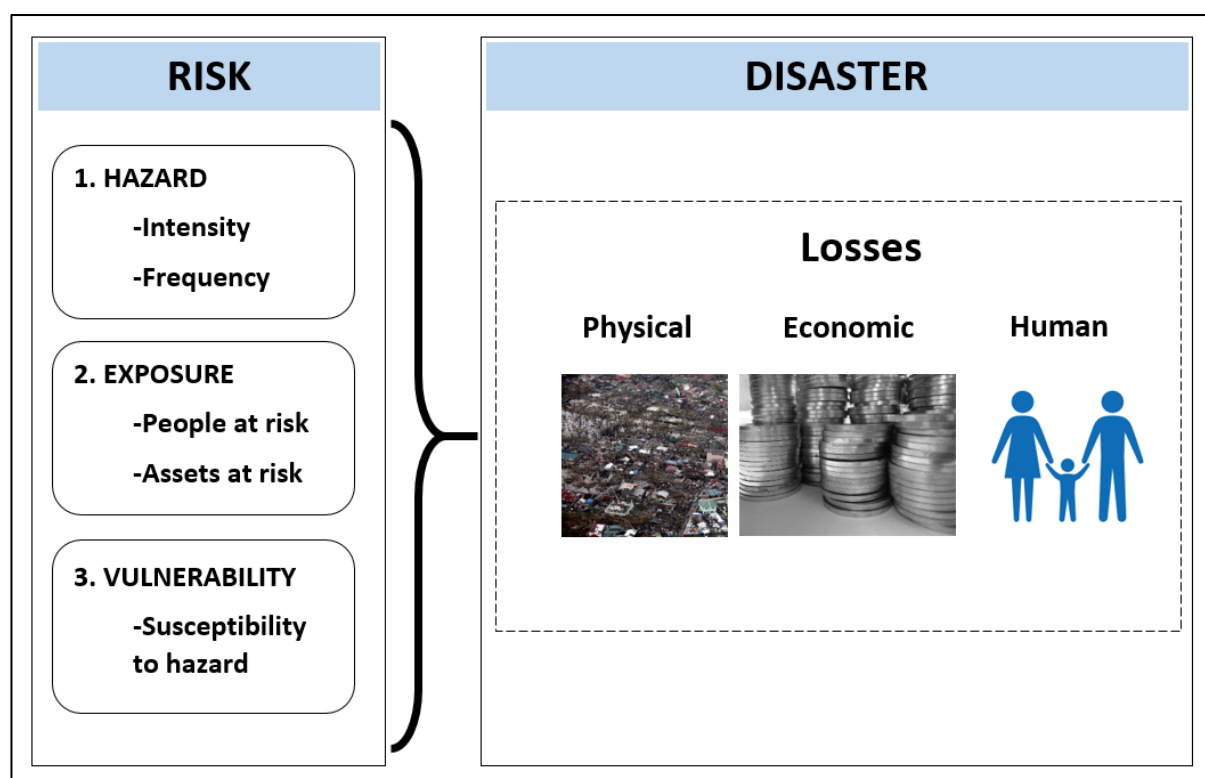 RISK
1. HAZARD
-Intensity
-Frequency
2. EXPOSURE
-People at risk
-Assets at risk
3. VULNERABILITY
-Susceptibility
to hazard
DISASTER
Losses
Physical
Economic
Human